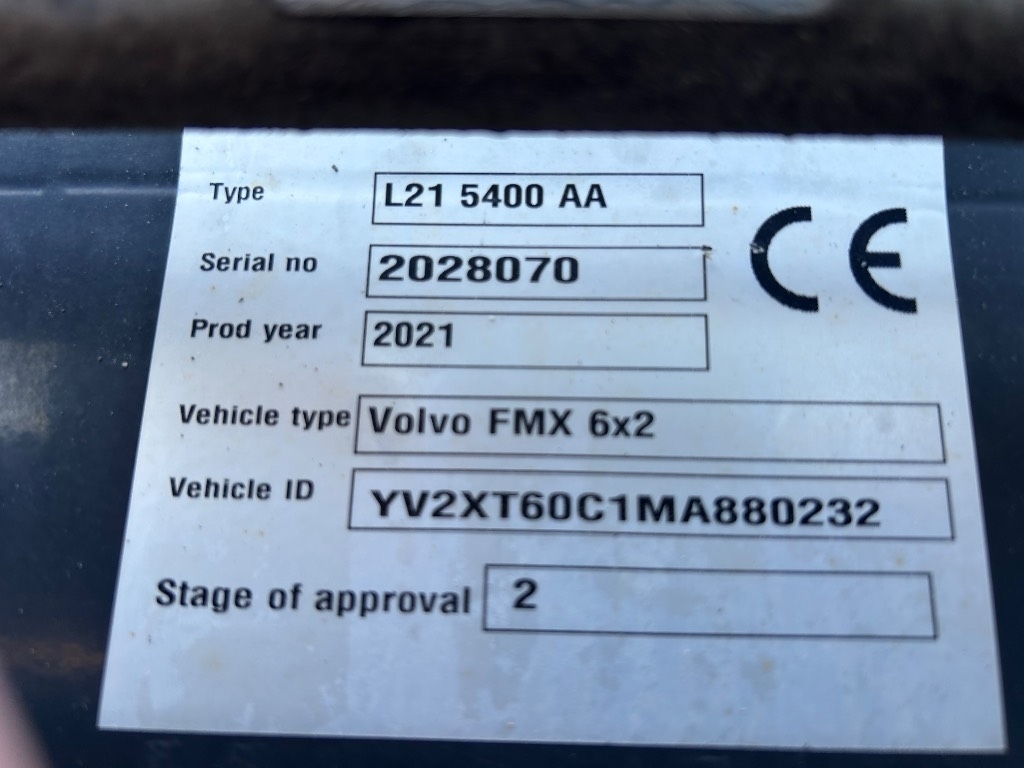 Type L21 5400 AA
CE
Serial no 2028070
Prod year 2021
Vehicle type Volvo FMX 6x2
Vehicle ID YV2XT60C1MA880232
Stage of approval 2